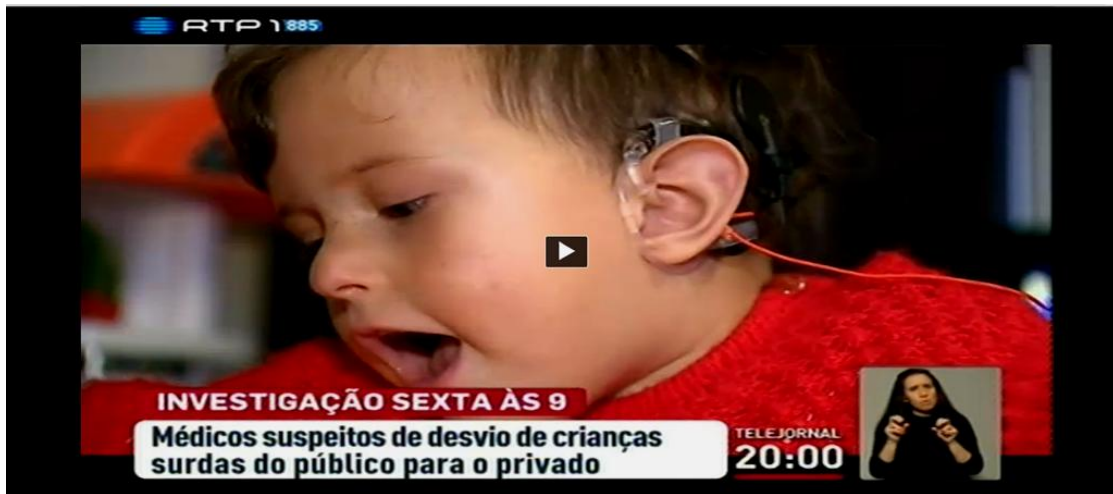 RTP 1 885
INVESTIGAÇÃO SEXTA ÀS 9
Médicos suspeitos de desvio de crianças
surdas do público para o privado
TELEJORNAL
20:00